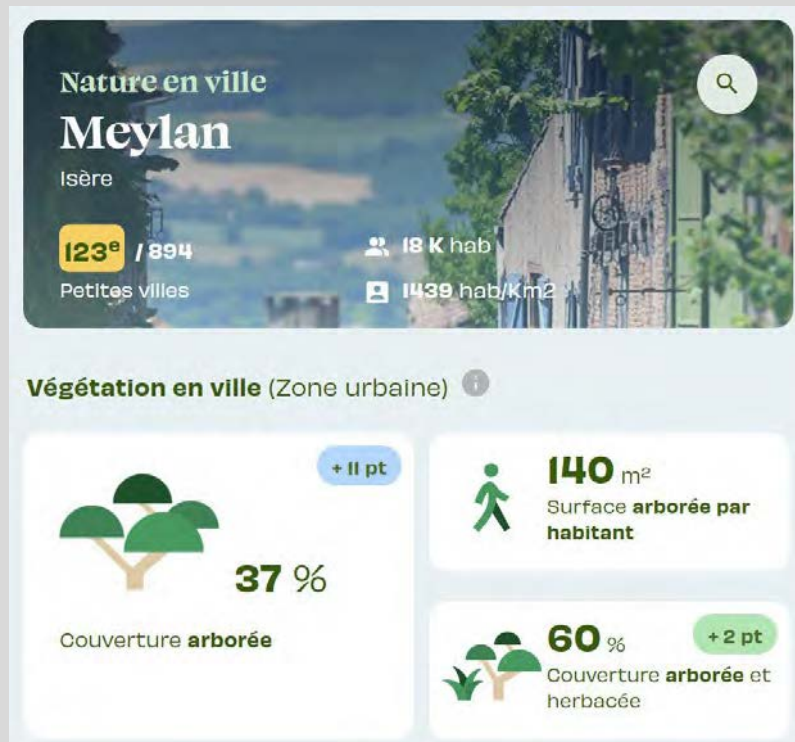 Nature en ville
Meylan
Isère
123e / 894
Petites villes
18 K hab
1439 hab/Km2
Végétation en ville (Zone urbaine)
+ 11 pt
37 %
Couverture arborée
140 m²
Surface arborée par
habitant
60 %
+ 2 pt
Couverture arborée et
herbacée